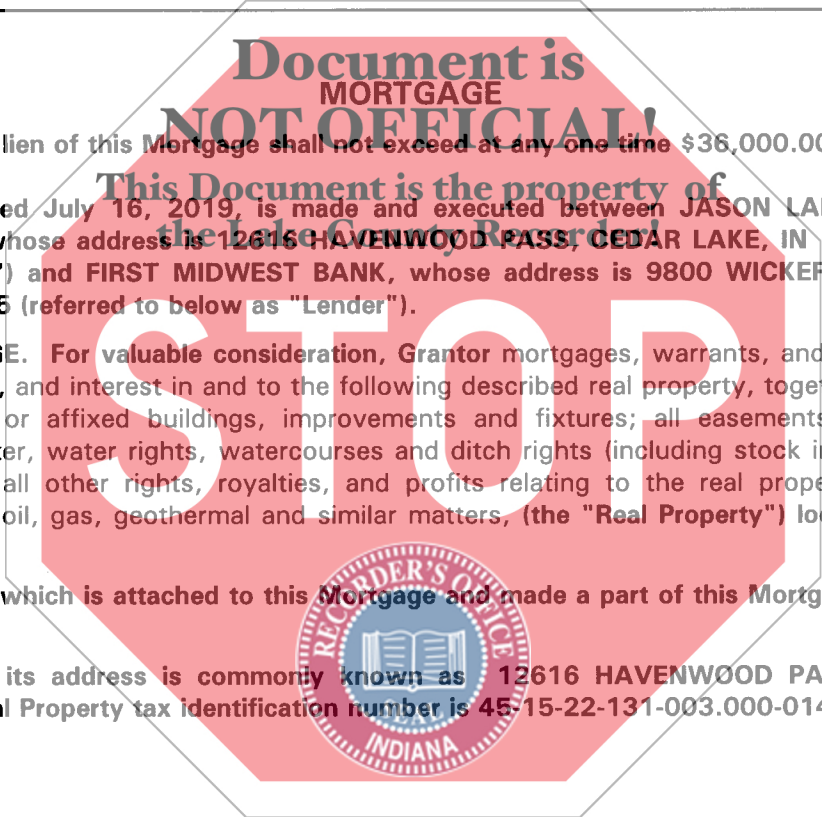 Document is
MORTGAGE
NOT OFFICIAL!
lien of this Mortgage shall not exceed at any one time $36,000.00
This Document is the property of
ed July 16, 2019, is made and executed between JASON LA
the Lake County Recorder!
whose address is 12616 HAVENWOOD PASS, CEDAR LAKE, IN
") and FIRST MIDWEST BANK, whose address is 9800 WICKER
5 (referred to below as "Lender").
GE. For valuable consideration, Grantor mortgages, warrants, and
, and interest in and to the following described real property, toget
or affixed buildings, improvements and fixtures; all easements
er, water rights, watercourses and ditch rights (including stock in
all other rights, royalties, and profits relating to the real prope
oil, gas, geothermal and similar matters, (the "Real Property") lo
STOP
which is attached to this Mortgage and made a part of this Mortg
RECORDER'S OFFICE
its address is commonly known as 12616 HAVENWOOD PA
l Property tax identification number is 45-15-22-131-003.000-014
SEAL
INDIANA